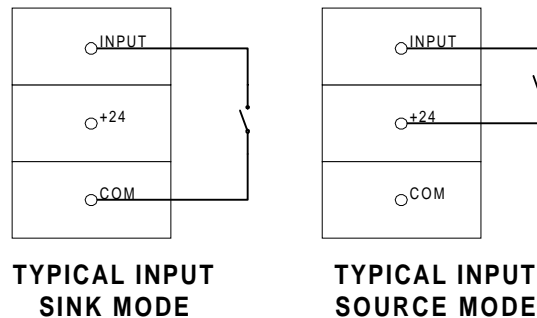 INPUT
+24
COM
TYPICAL INPUT
SINK MODE
INPUT
+24
COM
TYPICAL INPUT
SOURCE MODE